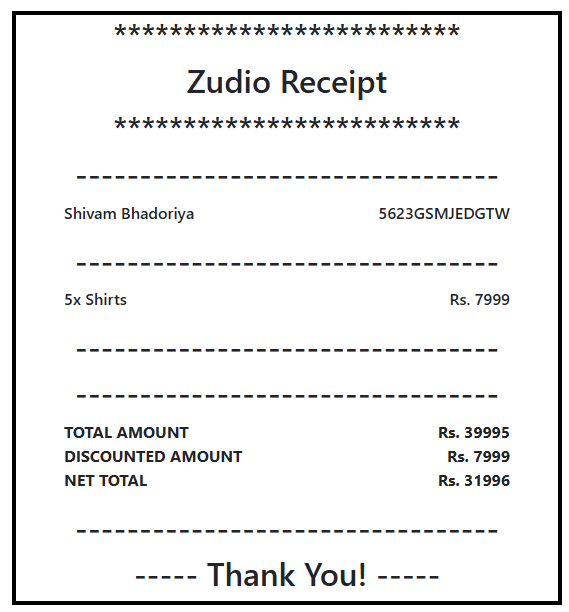 *************************
Zudio Receipt
*************************
---------------------------------
Shivam Bhadoriya 5623GSMJEDGTW
---------------------------------
5x Shirts Rs. 7999
---------------------------------
---------------------------------
TOTAL AMOUNT Rs. 39995
DISCOUNTED AMOUNT Rs. 7999
NET TOTAL Rs. 31996
---------------------------------
----- Thank You! -----